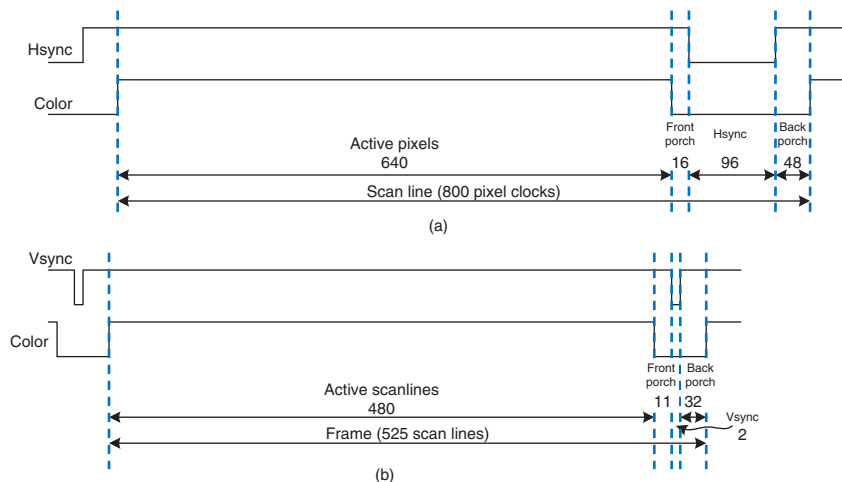 Hsync
Color
Front porch
Hsync
Back porch
Active pixels
640
16
96
48
Scan line (800 pixel clocks)
(a)
Vsync
Color
Front porch
Back porch
Active scanlines
480
11
32
Vsync
2
Frame (525 scan lines)
(b)